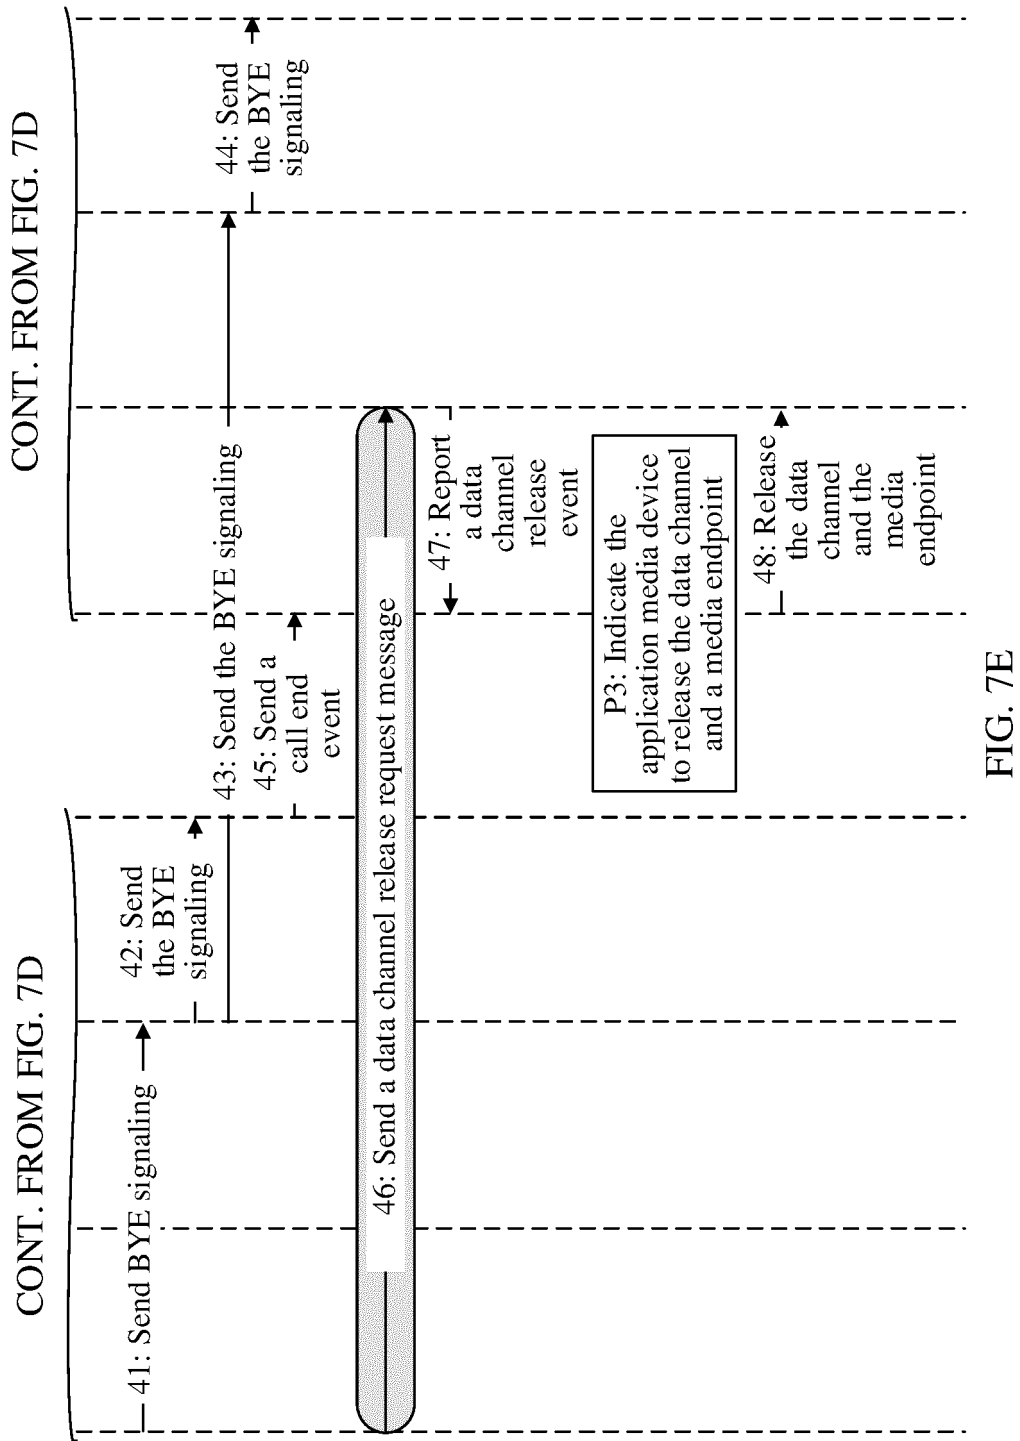 CONT. FROM FIG. 7D
CONT. FROM FIG. 7D
41: Send BYE signaling
42: Send
the BYE
signaling
43: Send the BYE signaling
44: Send
the BYE
signaling
45: Send a
call end
event
46: Send a data channel release request message
47: Report
a data
channel
release
event
P3: Indicate the
application media device
to release the data channel
and a media endpoint
48: Release
the data
channel
and the
media
endpoint
FIG. 7E